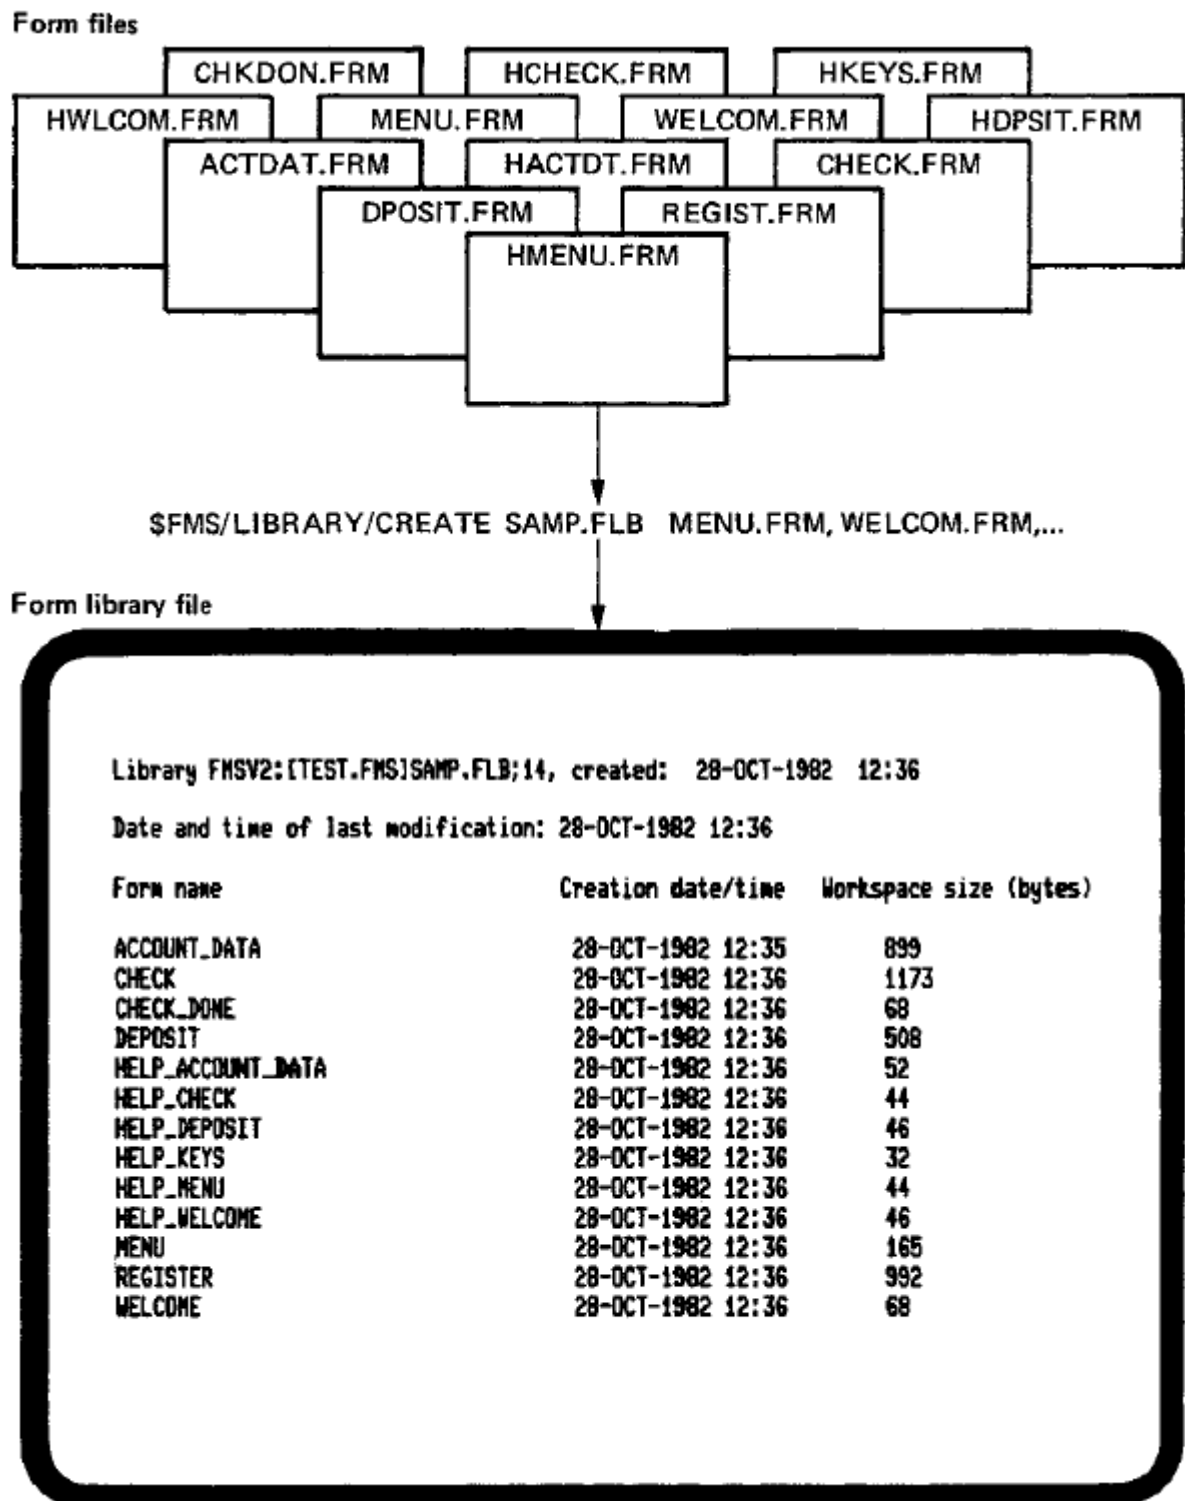 Form files
CHKDON.FRM HCHECK.FRM HKEYS.FRM
HWLCOM.FRM MENU.FRM WELCOM.FRM HDPSIT.FRM
ACTDAT.FRM HACTDT.FRM CHECK.FRM
DPOSIT.FRM REGIST.FRM
HMENU.FRM
$FMS/LIBRARY/CREATE SAMP.FLB MENU.FRM, WELCOM.FRM,...
Form library file
Library FMSV2:[TEST.FMS]SAMP.FLB;14, created: 28-OCT-1982 12:36
Date and time of last modification: 28-OCT-1982 12:36
Form name Creation date/time Workspace size (bytes)
ACCOUNT_DATA 28-OCT-1982 12:35 899
CHECK 28-OCT-1982 12:36 1173
CHECK_DONE 28-OCT-1982 12:36 68
DEPOSIT 28-OCT-1982 12:36 508
HELP_ACCOUNT_DATA 28-OCT-1982 12:36 52
HELP_CHECK 28-OCT-1982 12:36 44
HELP_DEPOSIT 28-OCT-1982 12:36 46
HELP_KEYS 28-OCT-1982 12:36 32
HELP_MENU 28-OCT-1982 12:36 44
HELP_WELCOME 28-OCT-1982 12:36 46
MENU 28-OCT-1982 12:36 165
REGISTER 28-OCT-1982 12:36 992
WELCOME 28-OCT-1982 12:36 68